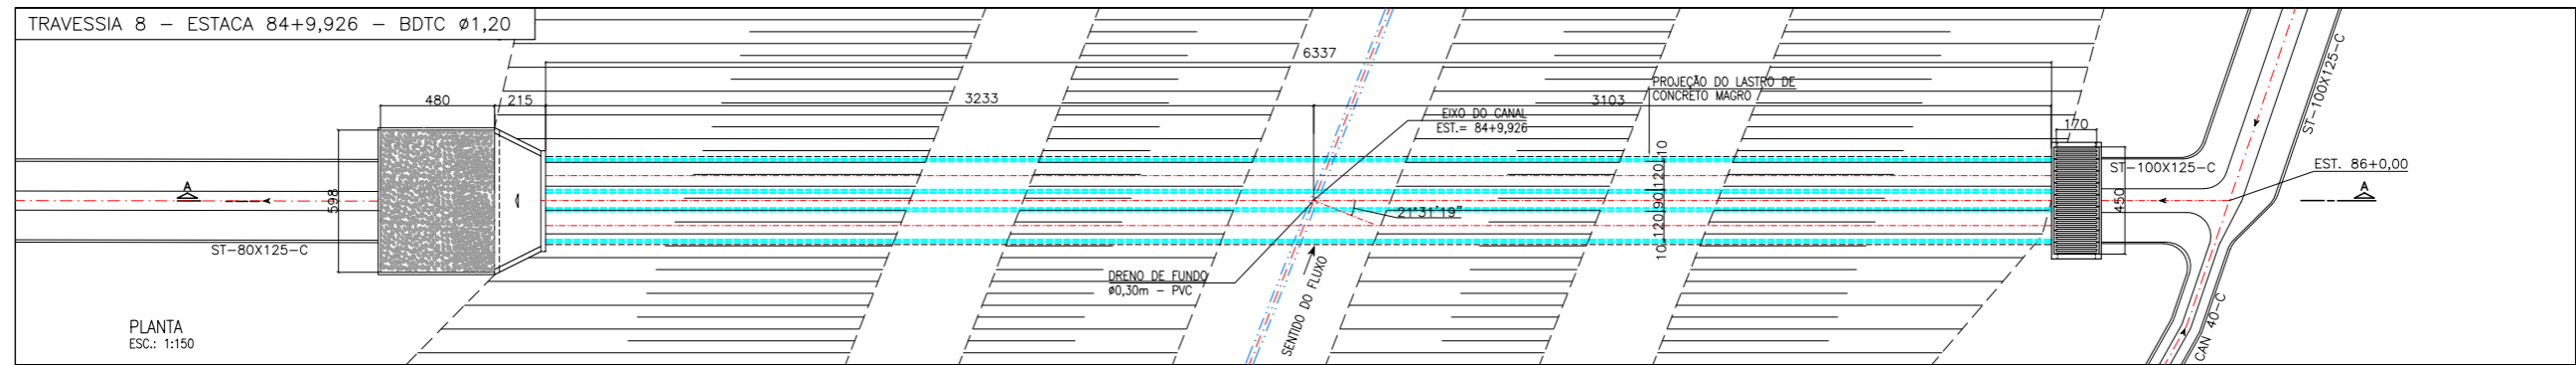 TRAVESSIA 8 - ESTACA 84+9,926 - BDTC ø1,20
6337
480
215
3233
3103
PROJEÇÃO DO LASTRO DE
CONCRETO MAGRO
EIXO DO CANAL
EST.= 84+9,926
170
ST-100X125-C
ST-100X125-C
EST. 86+0,00
A
A
598
450
10
120
90
120
10
21°31'19"
ST-80X125-C
DRENO DE FUNDO
ø0,30m - PVC
SENTIDO DO FLUXO
CAN 40-C
PLANTA
ESC.: 1:150